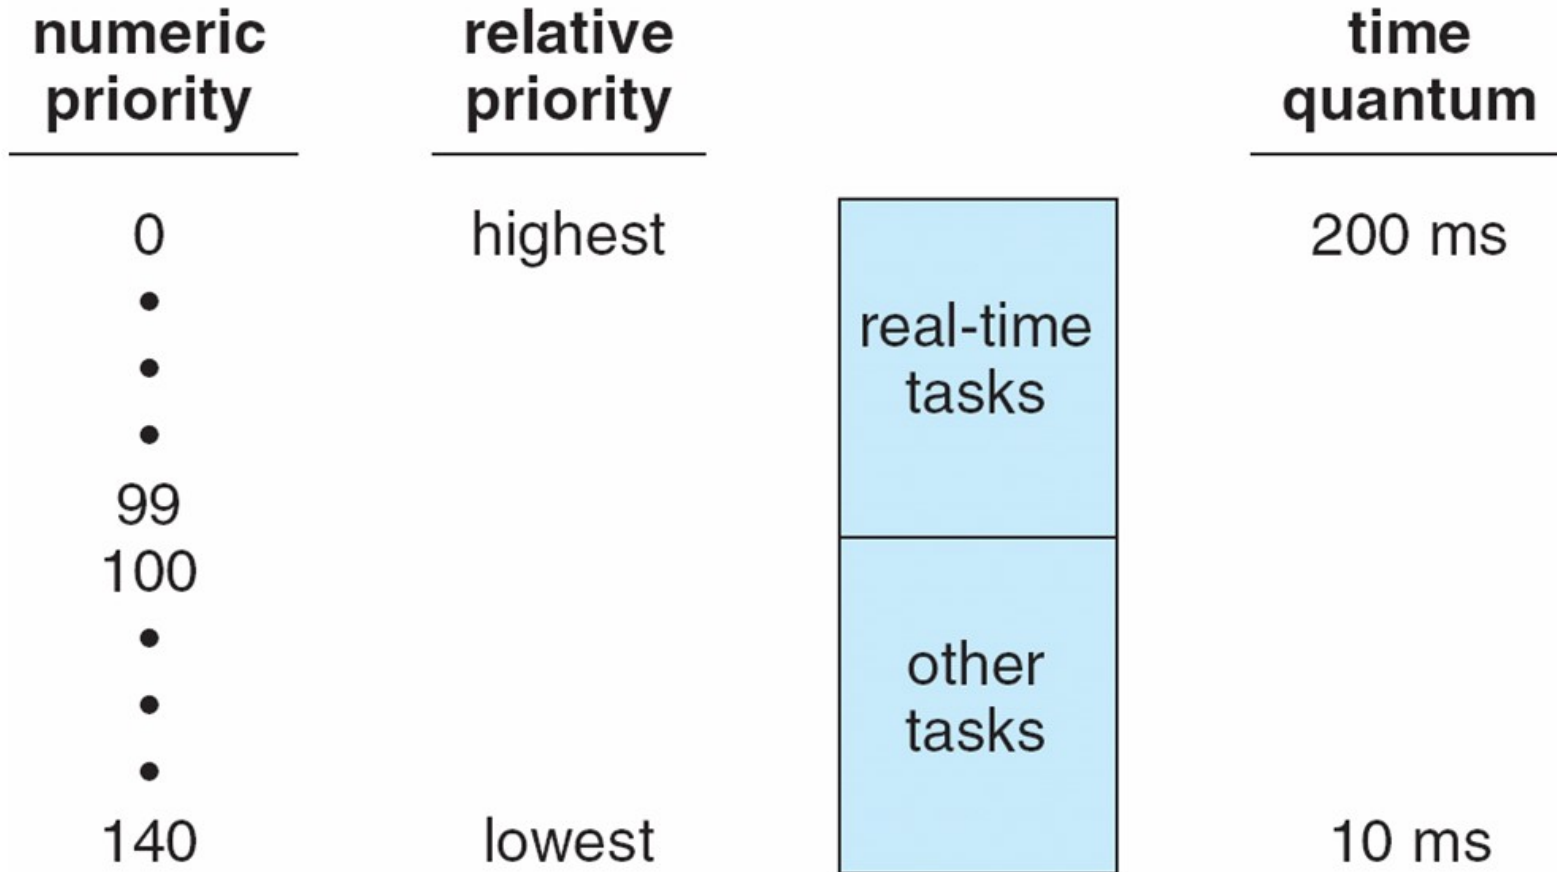 numeric priority
relative priority
time quantum
0 highest 200 ms
•
real-time
•
tasks
•
99
100
•
other
•
tasks
•
140 lowest 10 ms